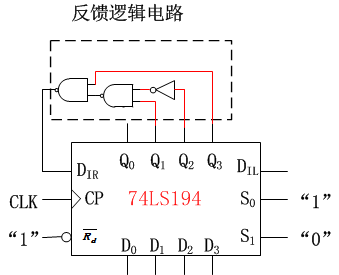 反馈逻辑电路
Q0 Q1 Q2 Q3
DIR DIL
CLK CP 74LS194 S0 “1”
“1” Rd S1 “0”
D0 D1 D2 D3